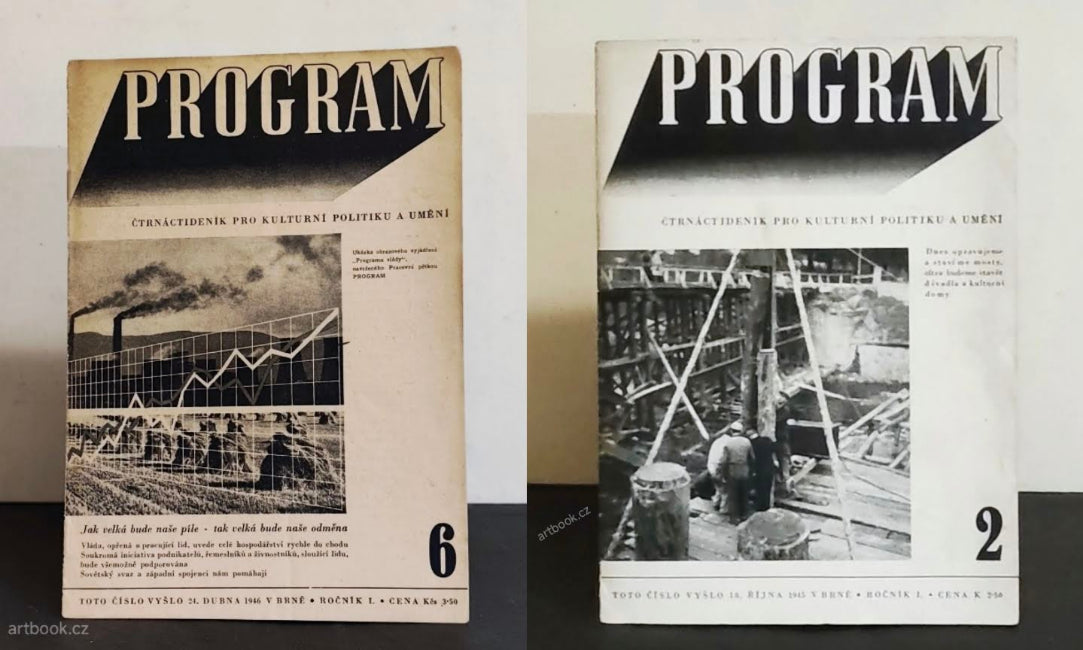 PROGRAM
ČTRNÁCTIDENÍK PRO KULTURNÍ POLITIKU A UMĚNÍ
Ukázka obrazového vyjádření
„Programu vlády“,
navrženého Pracovní pětkou
PROGRAM
Jak velká bude naše píle - tak velká bude naše odměna
Vláda, opřená o pracující lid, uvede celé hospodářství rychle do chodu
Soukromá iniciativa podnikatelů, řemeslníků a živnostníků, sloužící lidu,
bude všemožně podporována
Sovětský svaz a západní spojenci nám pomáhají
6
TOTO ČÍSLO VYŠLO 24. DUBNA 1946 V BRNĚ • ROČNÍK I. • CENA Kčs 3·50
artbook.cz
PROGRAM
ČTRNÁCTIDENÍK PRO KULTURNÍ POLITIKU A UMĚNÍ
Dnes opravujeme
a stavíme mosty,
zítra budeme stavět
divadla a kulturní
domy
artbook.cz
2
TOTO ČÍSLO VYŠLO 18. ŘÍJNA 1945 V BRNĚ • ROČNÍK I. • CENA K 2·50